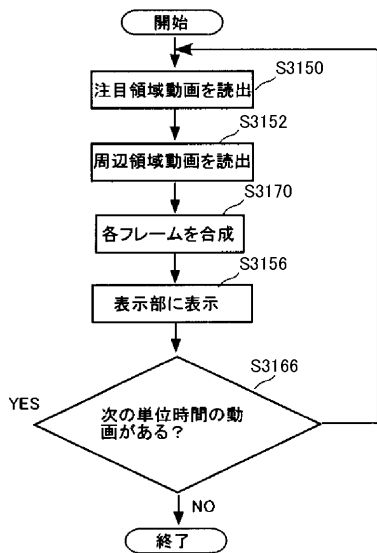 開始
S3150
注目領域動画を読出
S3152
周辺領域動画を読出
S3170
各フレームを合成
S3156
表示部に表示
S3166
YES
次の単位時間の動
画がある?
NO
終了